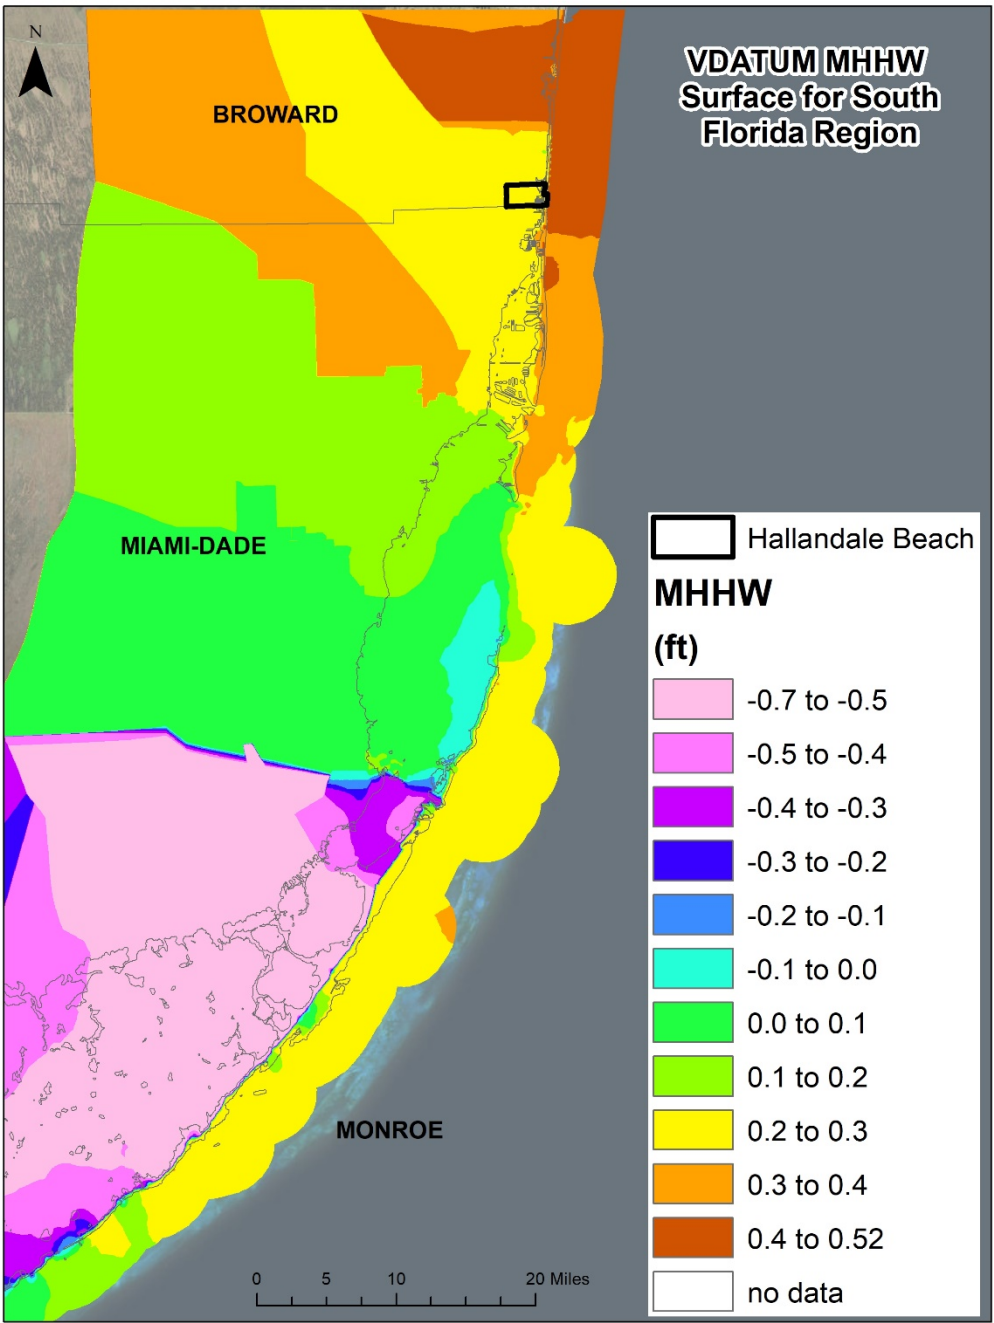 N
VDATUM MHHW
Surface for South
Florida Region
BROWARD
MIAMI-DADE
MONROE
Hallandale Beach
MHHW
(ft)
-0.7 to -0.5
-0.5 to -0.4
-0.4 to -0.3
-0.3 to -0.2
-0.2 to -0.1
-0.1 to 0.0
0.0 to 0.1
0.1 to 0.2
0.2 to 0.3
0.3 to 0.4
0.4 to 0.52
no data
0 5 10 20 Miles